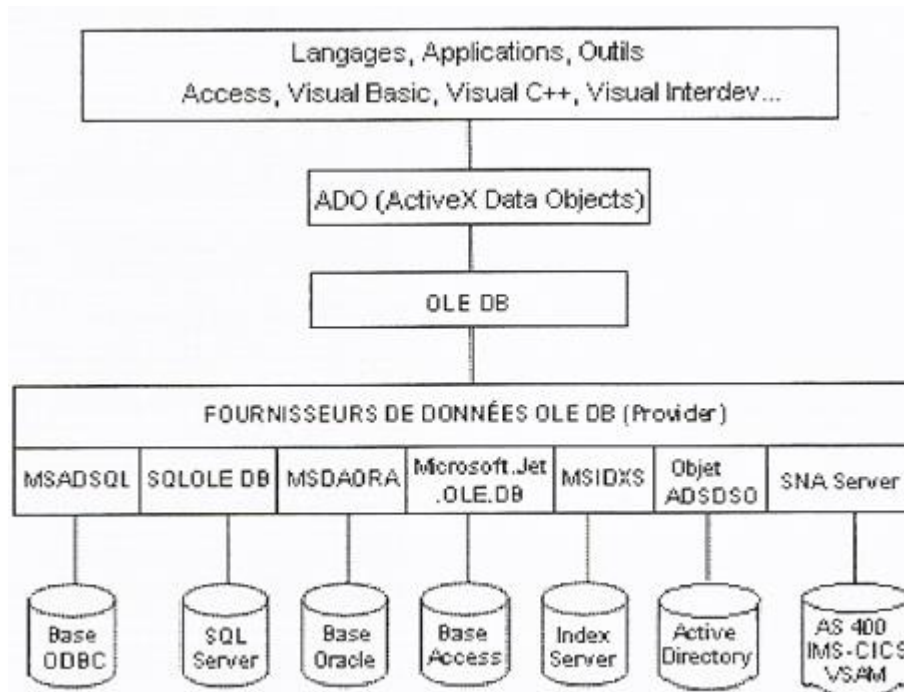 Langages, Applications, Outils
Access, Visual Basic, Visual C++, Visual Interdev...
ADO (ActiveX Data Objects)
OLE DB
FOURNISSEURS DE DONNÉES OLE DB (Provider)
MSADSQL
SQLOLE DB
MSDAORA
Microsoft.Jet
.OLE.DB
MSIDXS
Objet
ADSDSO
SNA Server
Base
ODBC
SQL
Server
Base
Oracle
Base
Access
Index
Server
Active
Directory
AS 400
IMS-CICS
VSAM